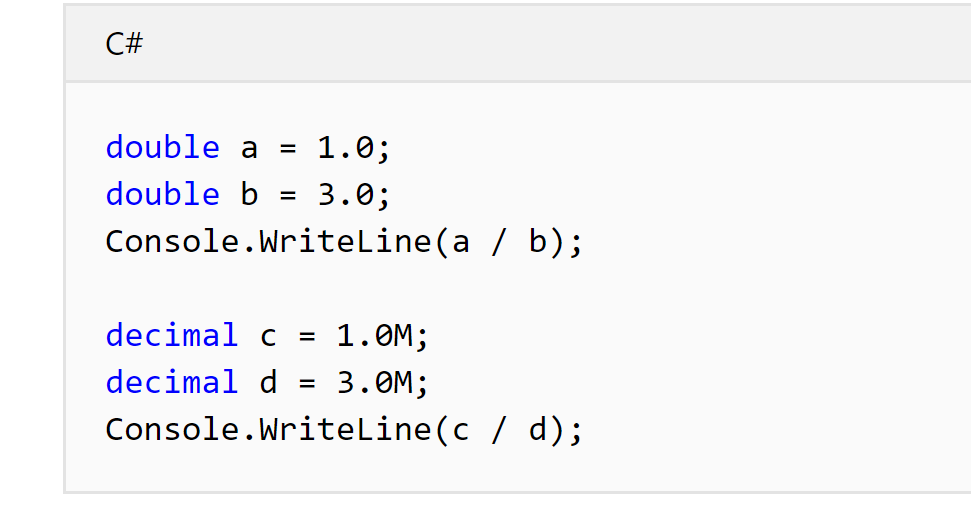 C#
double a = 1.0;
double b = 3.0;
Console.WriteLine(a / b);
decimal c = 1.0M;
decimal d = 3.0M;
Console.WriteLine(c / d);